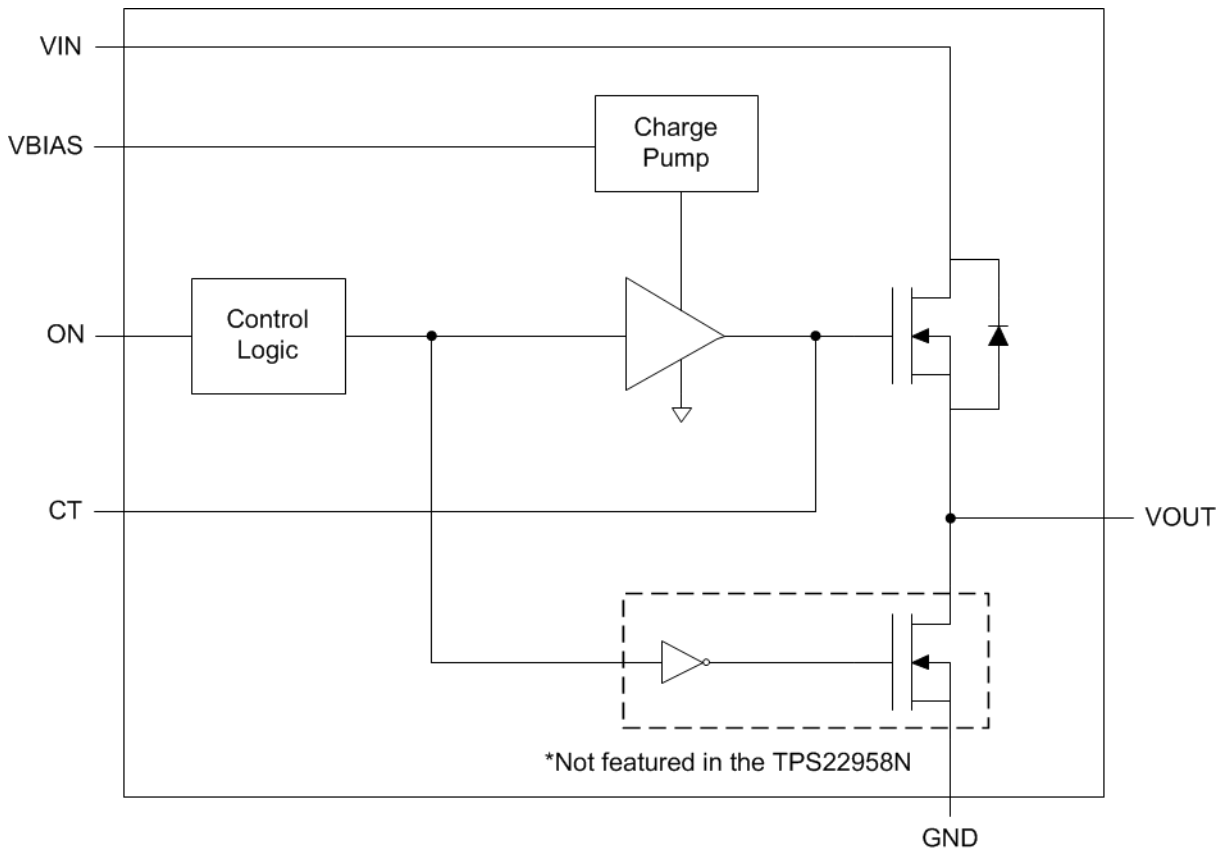 VIN
Charge
Pump
VBIAS
ON
Control
Logic
CT
VOUT
*Not featured in the TPS22958N
GND